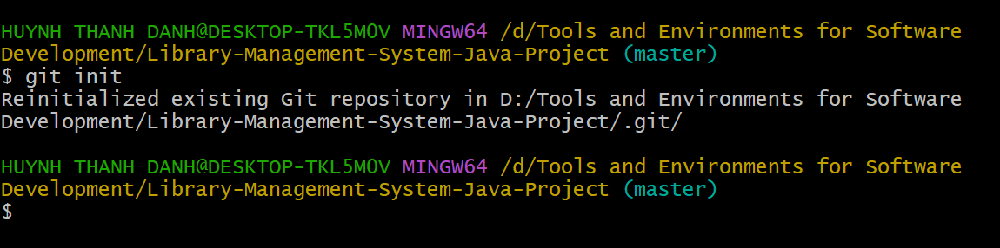 HUYNH THANH DANH@DESKTOP-TKL5MOV MINGW64 /d/Tools and Environments for Software
Development/Library-Management-System-Java-Project (master)
$ git init
Reinitialized existing Git repository in D:/Tools and Environments for Software
Development/Library-Management-System-Java-Project/.git/
HUYNH THANH DANH@DESKTOP-TKL5MOV MINGW64 /d/Tools and Environments for Software
Development/Library-Management-System-Java-Project (master)
$